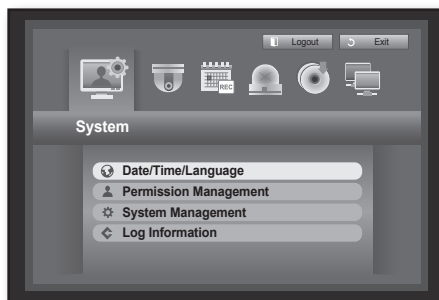 Logout
Exit
REC
System
Date/Time/Language
Permission Management
System Management
Log Information